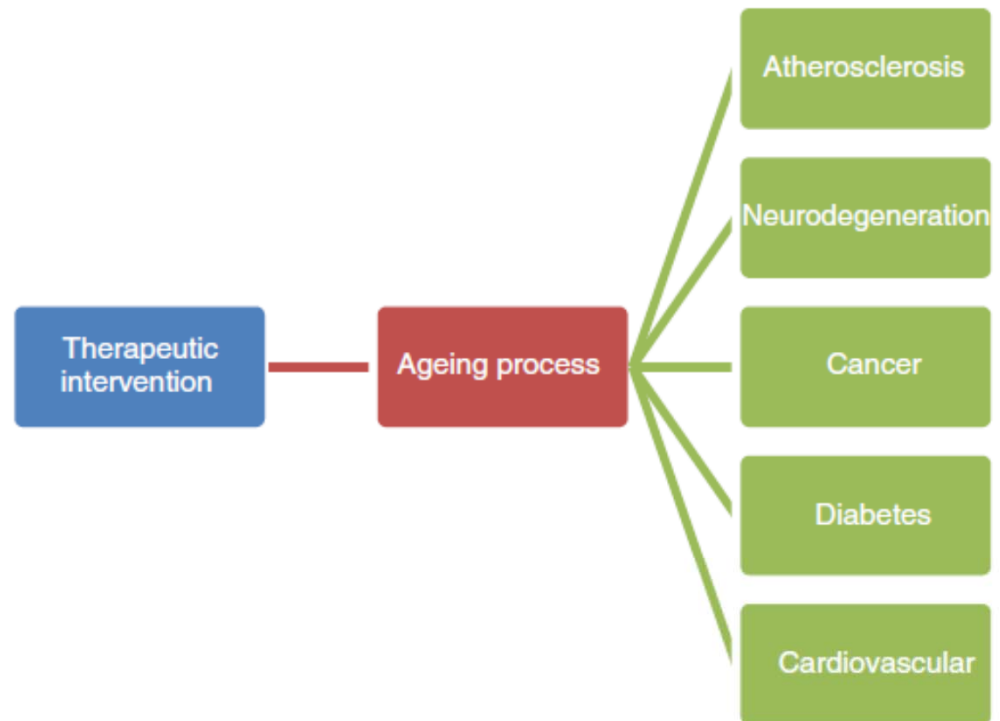 Atherosclerosis
Neurodegeneration
Therapeutic
intervention
Ageing process
Cancer
Diabetes
Cardiovascular